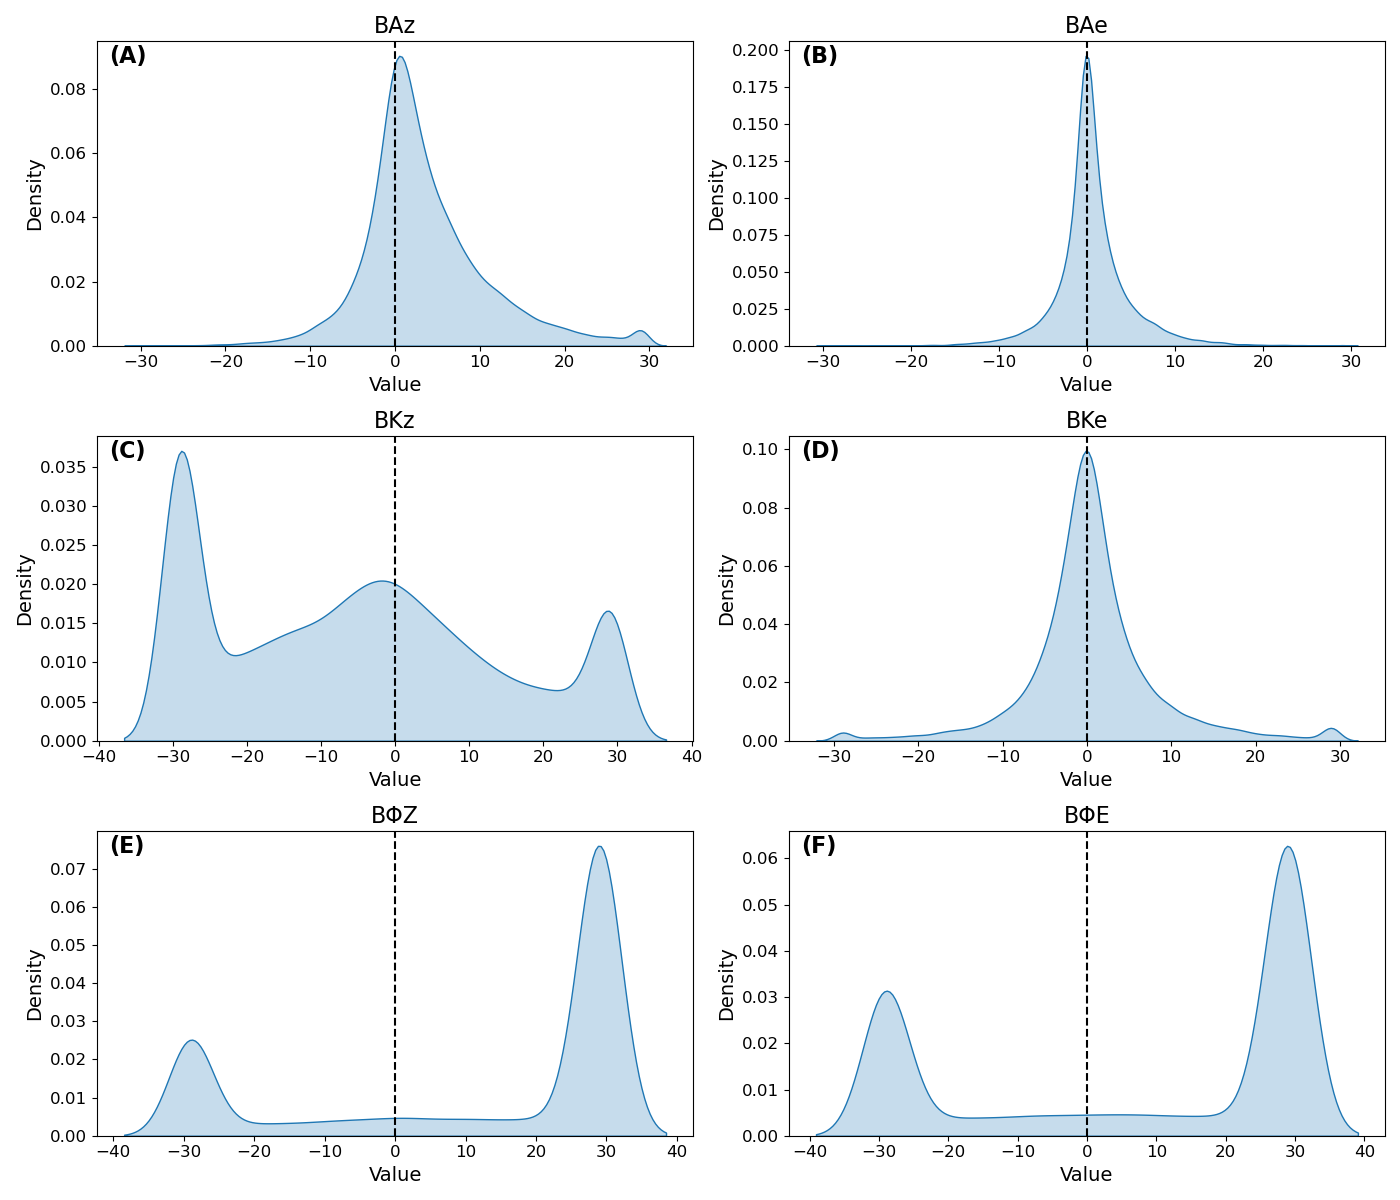 BAz
(A)
Density
0.08
0.06
0.04
0.02
0.00
−30 −20 −10 0 10 20 30
Value
BAe
(B)
Density
0.200
0.175
0.150
0.125
0.100
0.075
0.050
0.025
0.000
−30 −20 −10 0 10 20 30
Value
BKz
(C)
Density
0.035
0.030
0.025
0.020
0.015
0.010
0.005
0.000
−40 −30 −20 −10 0 10 20 30 40
Value
BKe
(D)
Density
0.10
0.08
0.06
0.04
0.02
0.00
−30 −20 −10 0 10 20 30
Value
BΦZ
(E)
Density
0.07
0.06
0.05
0.04
0.03
0.02
0.01
0.00
−40 −30 −20 −10 0 10 20 30 40
Value
BΦE
(F)
Density
0.06
0.05
0.04
0.03
0.02
0.01
0.00
−40 −30 −20 −10 0 10 20 30 40
Value